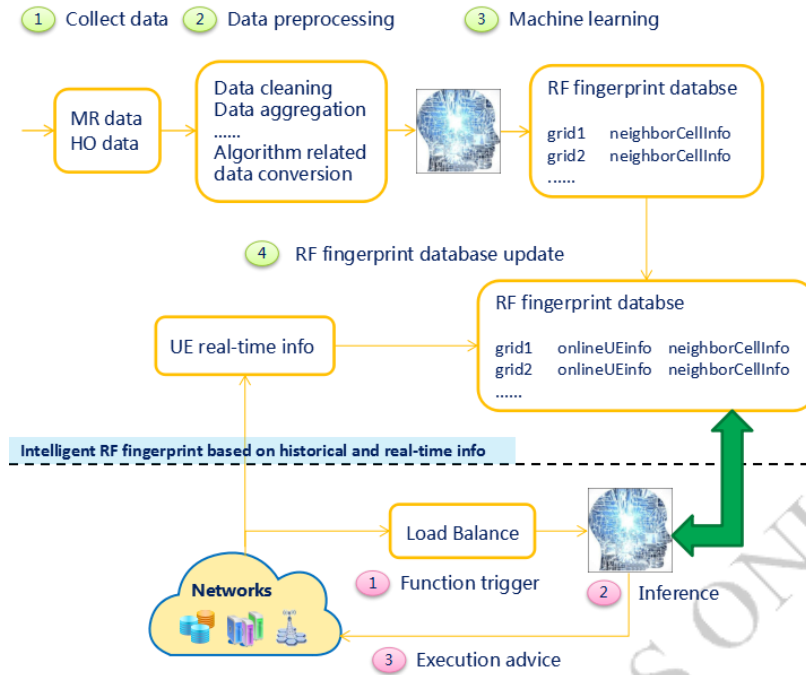 1 Collect data 2 Data preprocessing 3 Machine learning
MR data
HO data
Data cleaning
Data aggregation
......
Algorithm related
data conversion
RF fingerprint databse
grid1 neighborCellInfo
grid2 neighborCellInfo
......
4 RF fingerprint database update
UE real-time info
RF fingerprint databse
grid1 onlineUEinfo neighborCellInfo
grid2 onlineUEinfo neighborCellInfo
......
Intelligent RF fingerprint based on historical and real-time info
Load Balance
1 Function trigger
2 Inference
Networks
3 Execution advice